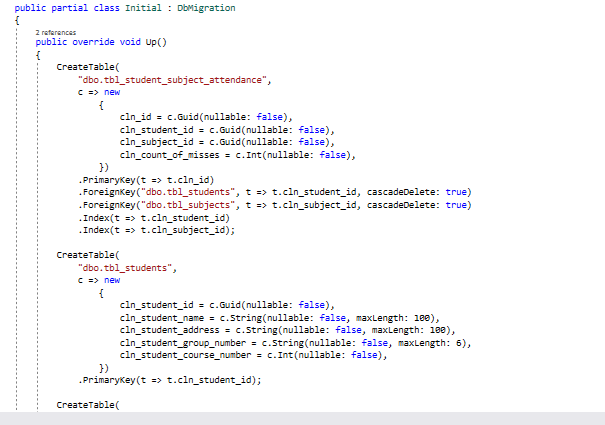 public partial class Initial : DbMigration
{
2 references
public override void Up()
{
CreateTable(
"dbo.tbl_student_subject_attendance",
c => new
{
cln_id = c.Guid(nullable: false),
cln_student_id = c.Guid(nullable: false),
cln_subject_id = c.Guid(nullable: false),
cln_count_of_misses = c.Int(nullable: false),
})
.PrimaryKey(t => t.cln_id)
.ForeignKey("dbo.tbl_students", t => t.cln_student_id, cascadeDelete: true)
.ForeignKey("dbo.tbl_subjects", t => t.cln_subject_id, cascadeDelete: true)
.Index(t => t.cln_student_id)
.Index(t => t.cln_subject_id);
CreateTable(
"dbo.tbl_students",
c => new
{
cln_student_id = c.Guid(nullable: false),
cln_student_name = c.String(nullable: false, maxLength: 100),
cln_student_address = c.String(nullable: false, maxLength: 100),
cln_student_group_number = c.String(nullable: false, maxLength: 6),
cln_student_course_number = c.Int(nullable: false),
})
.PrimaryKey(t => t.cln_student_id);
CreateTable(